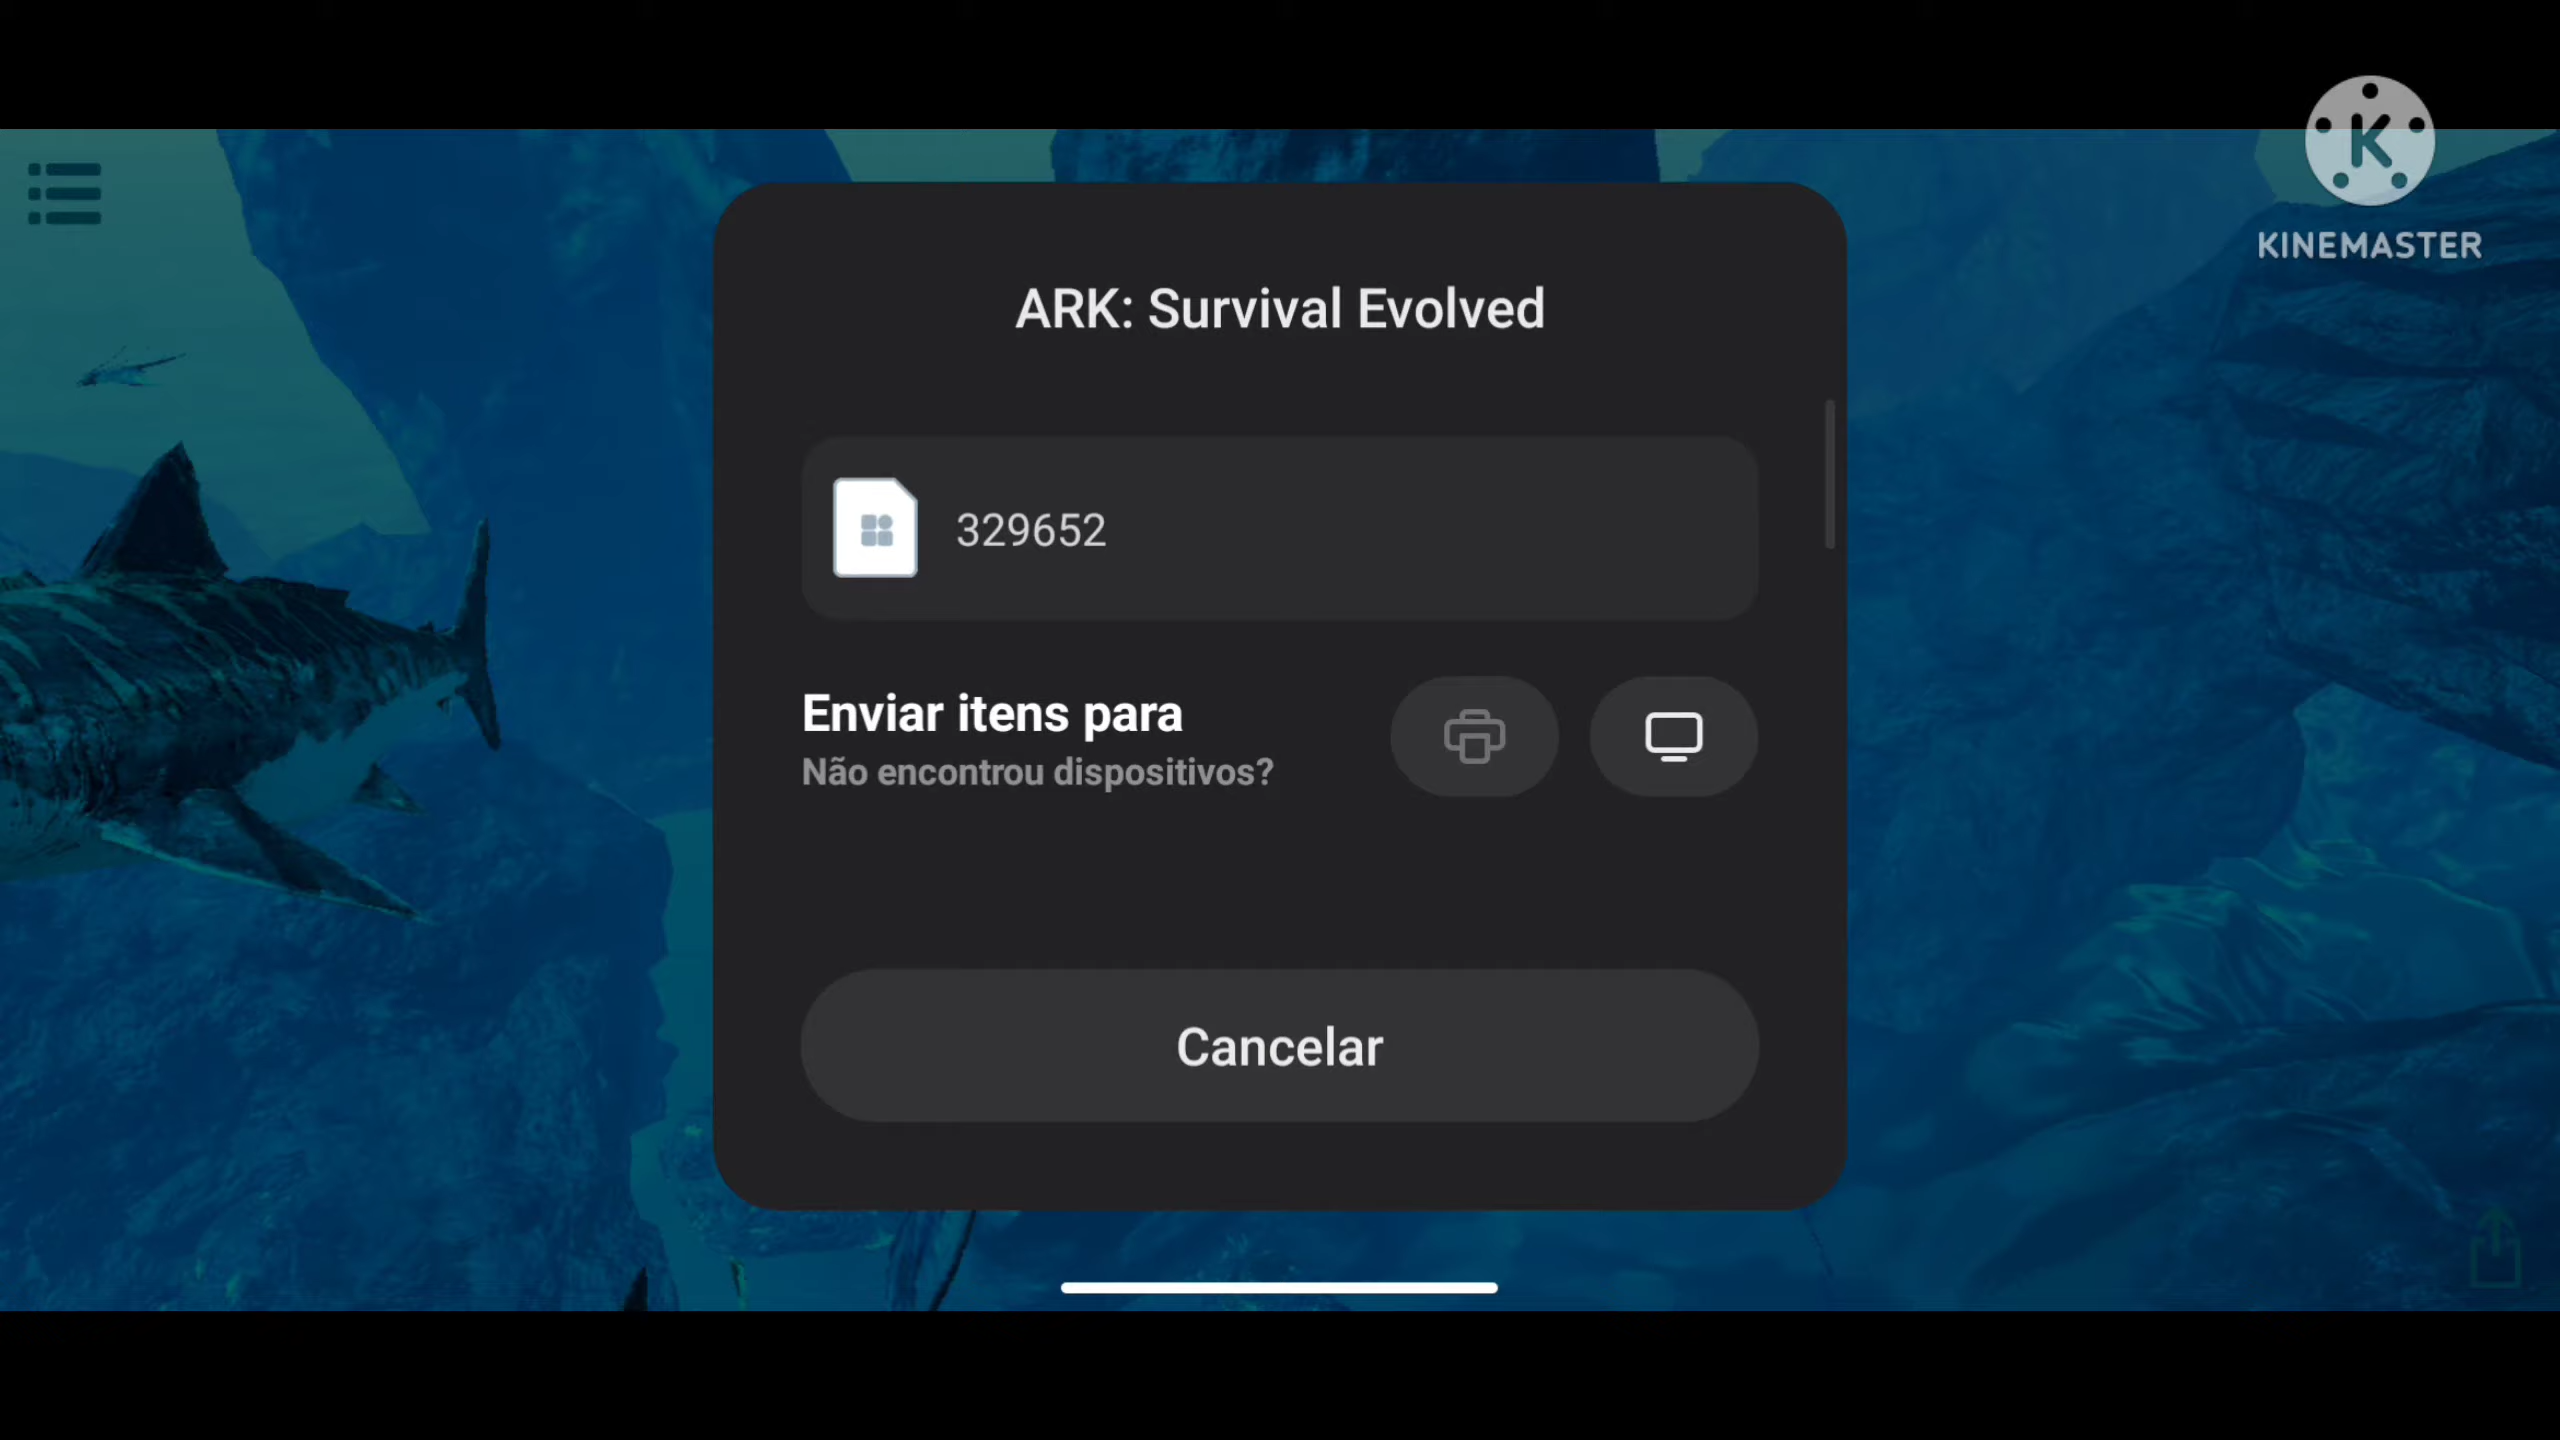 KINEMASTER
ARK: Survival Evolved
329652
Enviar itens para
Não encontrou dispositivos?
Cancelar